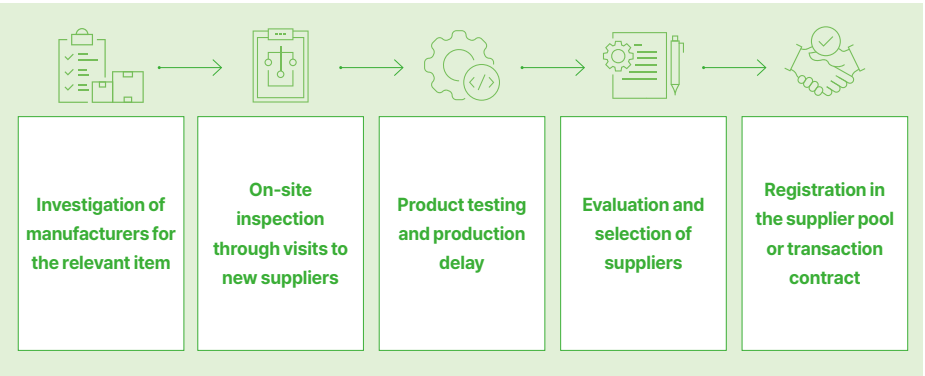 Investigation of
manufacturers for
the relevant item
On-site
inspection
through visits to
new suppliers
Product testing
and production
delay
Evaluation and
selection of
suppliers
Registration in
the supplier pool
or transaction
contract